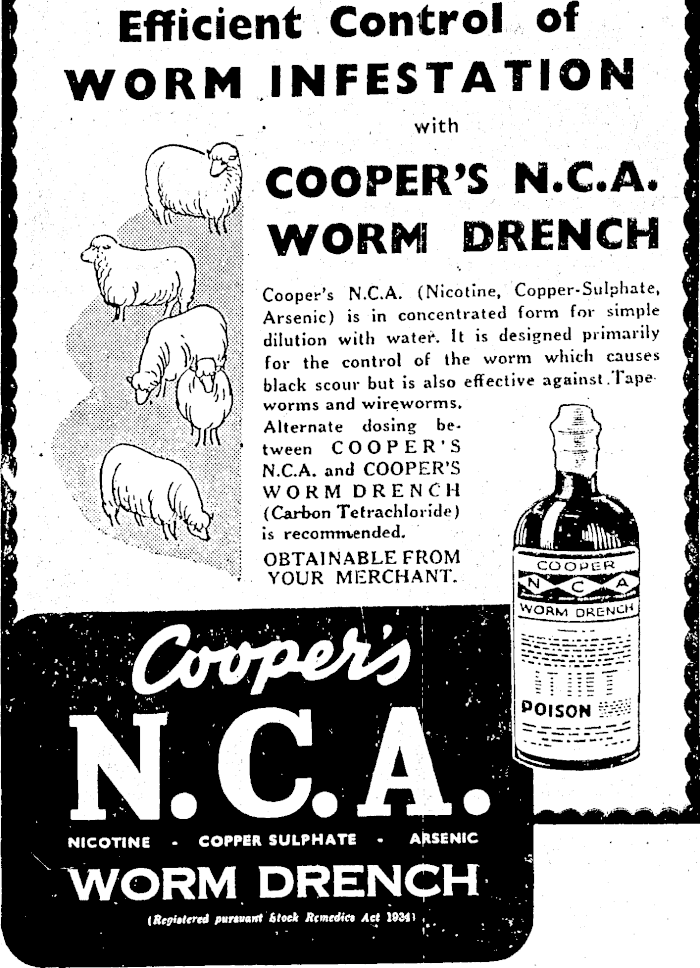 Efficient Control of
WORM INFESTATION
with
COOPER'S N.C.A.
WORM DRENCH
Cooper's N.C.A. (Nicotine, Copper-Sulphate,
Arsenic) is in concentrated form for simple
dilution with water. It is designed primarily
for the control of the worm which causes
black scour but is also effective against Tape-
worms and wireworms.
Alternate dosing be-
tween COOPER'S
N.C.A. and COOPER'S
WORM DRENCH
(Carbon Tetrachloride)
is recommended.
OBTAINABLE FROM
YOUR MERCHANT.
COOPER
N C A
WORM DRENCH
POISON
Cooper's
N.C.A.
NICOTINE - COPPER SULPHATE - ARSENIC
WORM DRENCH
(Registered pursuant Stock Remedies Act 1934)